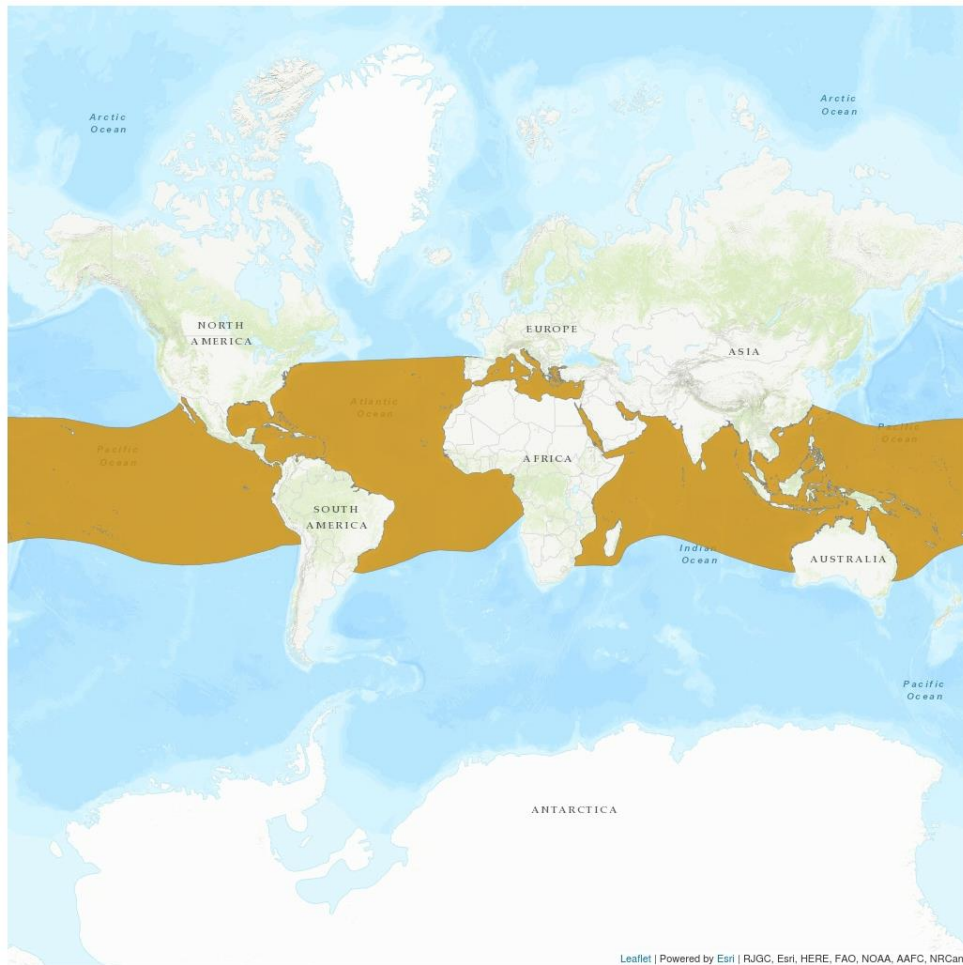 Arctic
Ocean
Arctic
Ocean
NORTH
AMERICA
EUROPE
ASIA
Atlantic
Ocean
Pacific
Ocean
Pacific
Ocean
AFRICA
SOUTH
AMERICA
Indian
Ocean
AUSTRALIA
Pacific
Ocean
ANTARCTICA
Leaflet | Powered by Esri | RJGC, Esri, HERE, FAO, NOAA, AAFC, NRCan